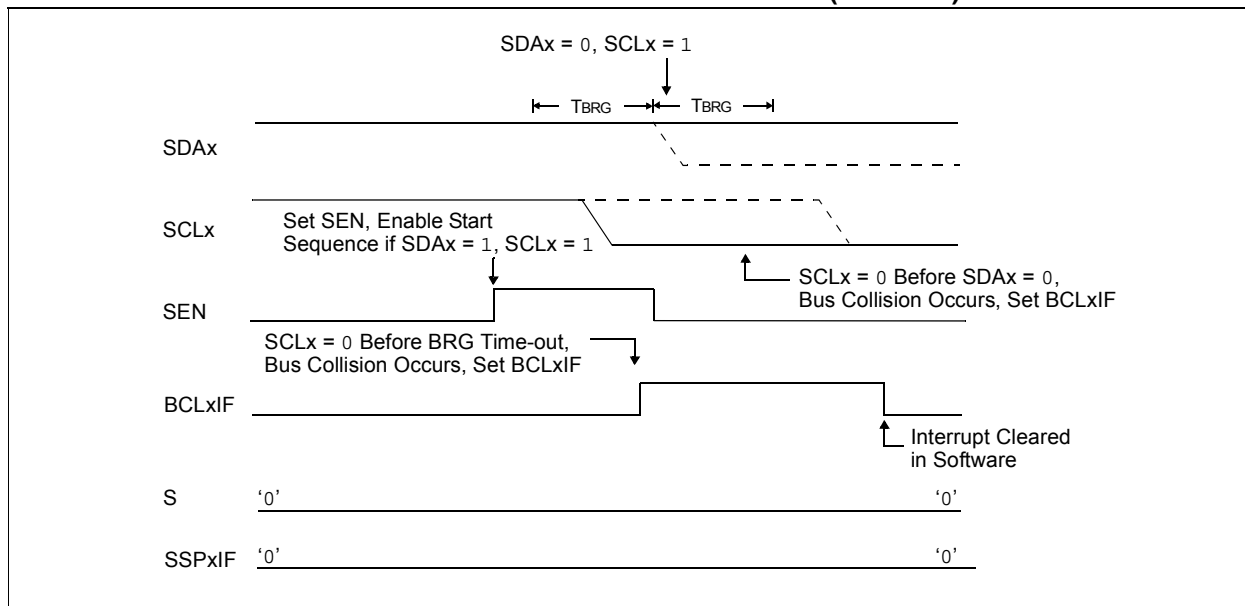 SDAx = 0, SCLx = 1
TBRG TBRG
SDAx
SCLx
Set SEN, Enable Start
Sequence if SDAx = 1, SCLx = 1
SCLx = 0 Before SDAx = 0,
Bus Collision Occurs, Set BCLxIF
SEN
SCLx = 0 Before BRG Time-out,
Bus Collision Occurs, Set BCLxIF
BCLxIF
Interrupt Cleared
in Software
S ‘0’ ‘0’
SSPxIF ‘0’ ‘0’